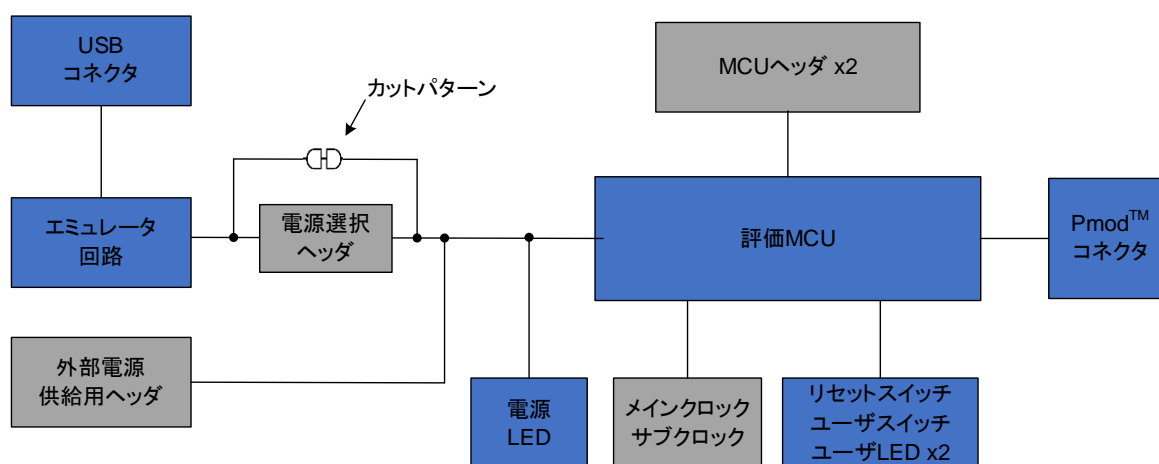 USB
コネクタ
MCUヘッダ x2
カットパターン
エミュレータ
回路
電源選択
ヘッダ
評価MCU
Pmod™
コネクタ
外部電源
供給用ヘッダ
電源
LED
メインクロック
サブクロック
リセットスイッチ
ユーザスイッチ
ユーザLED x2